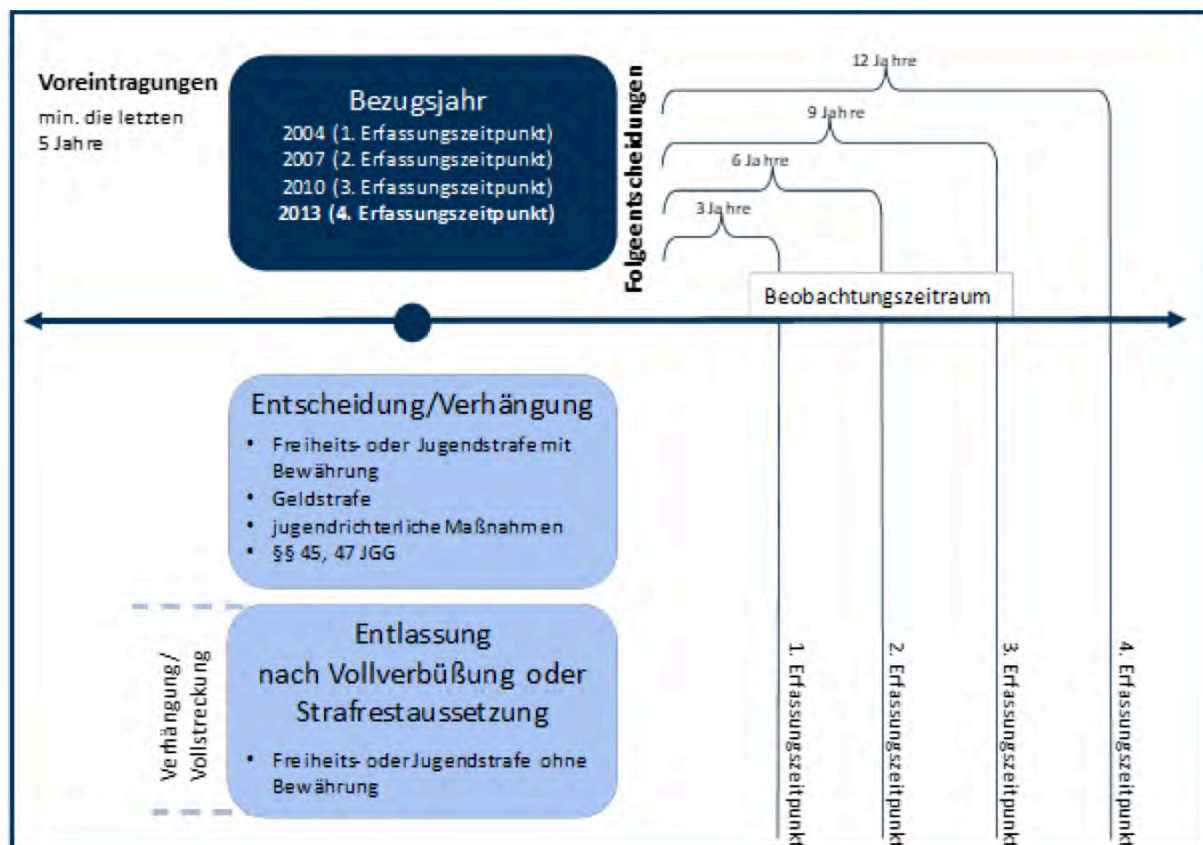 Voreintragungen
min. die letzten
5 Jahre
Bezugsjahr
2004 (1. Erfassungszeitpunkt)
2007 (2. Erfassungszeitpunkt)
2010 (3. Erfassungszeitpunkt)
2013 (4. Erfassungszeitpunkt)
Folgeentscheidungen
12 Jahre
9 Jahre
6 Jahre
3 Jahre
Beobachtungszeitraum
Entscheidung/Verhängung
• Freiheits- oder Jugendstrafe mit
Bewährung
• Geldstrafe
• jugendrichterliche Maßnahmen
• §§ 45, 47 JGG
Verhängung/
Vollstreckung
Entlassung
nach Vollverbüßung oder
Strafrestaussetzung
• Freiheits- oder Jugendstrafe ohne
Bewährung
1. Erfassungszeitpunkt
2. Erfassungszeitpunkt
3. Erfassungszeitpunkt
4. Erfassungszeitpunkt